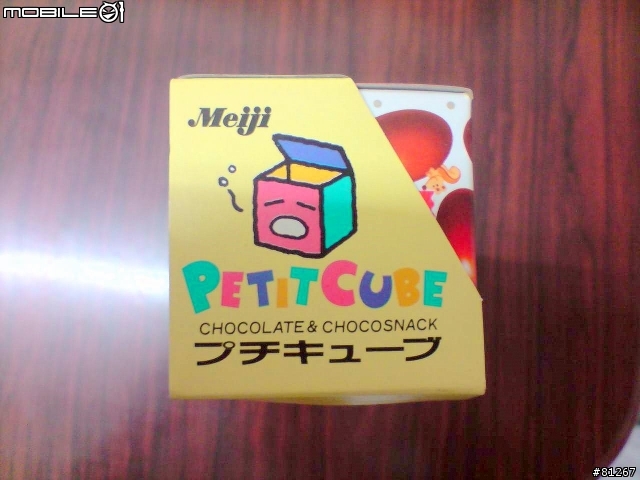 MOBILE01
Meiji
PETITCUBE
CHOCOLATE & CHOCOSNACK
プチキューブ
#81267